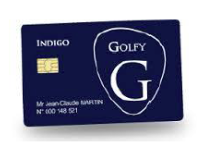 INDIGO
GOLFY
G
Mr Jean-Claude MARTIN
N° 000 148 521